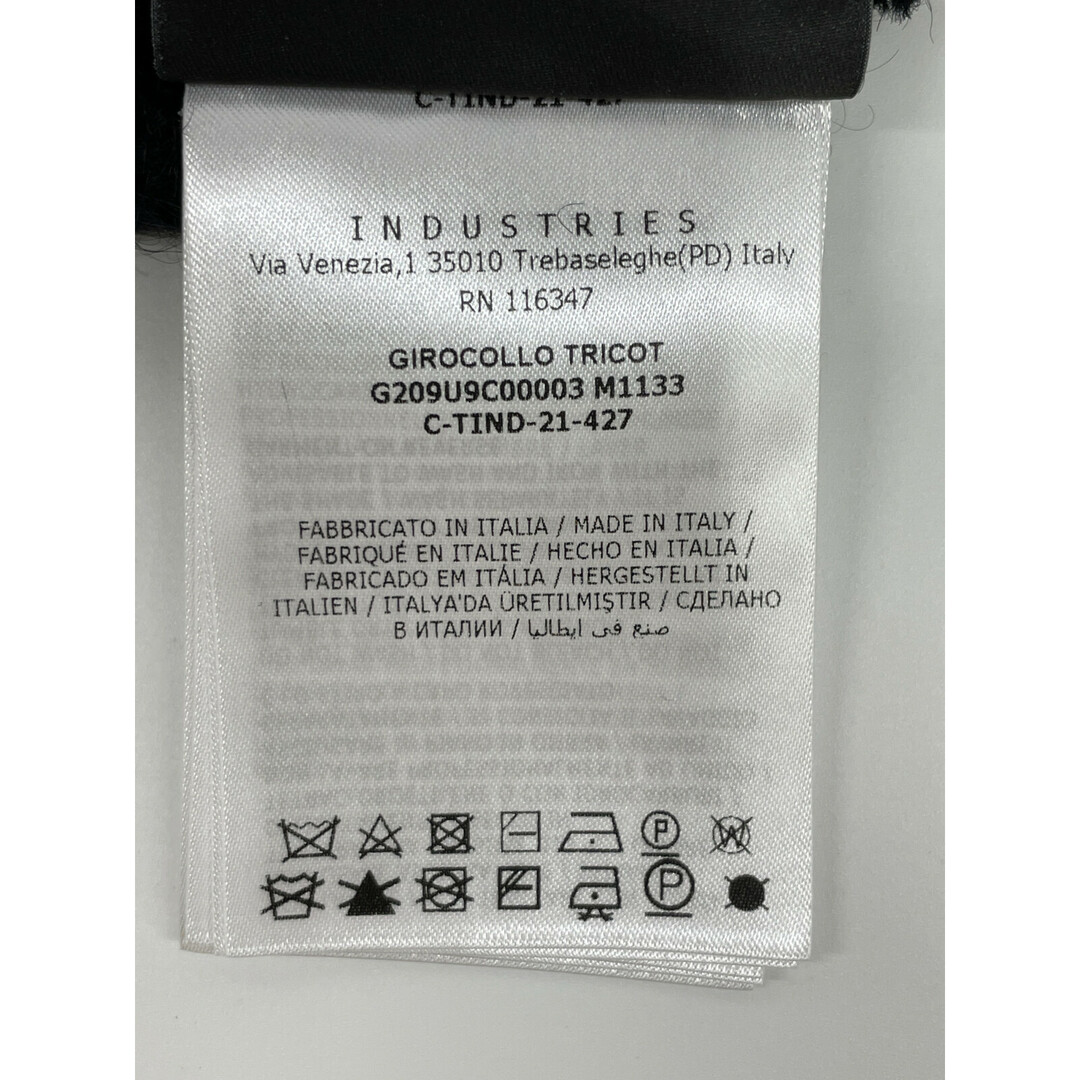 C-TIND-21-427
INDUSTRIES
Via Venezia,1 35010 Trebaseleghe(PD) Italy
RN 116347
GIROCOLLO TRICOT
G209U9C00003 M1133
C-TIND-21-427
FABBRICATO IN ITALIA / MADE IN ITALY /
FABRIQUÉ EN ITALIE / HECHO EN ITALIA /
FABRICADO EM ITÁLIA / HERGESTELLT IN
ITALIEN / ITALYA'DA ÜRETILMIŞTIR / СДЕЛАНО
В ИТАЛИИ / صنع في ايطاليا
P W
P